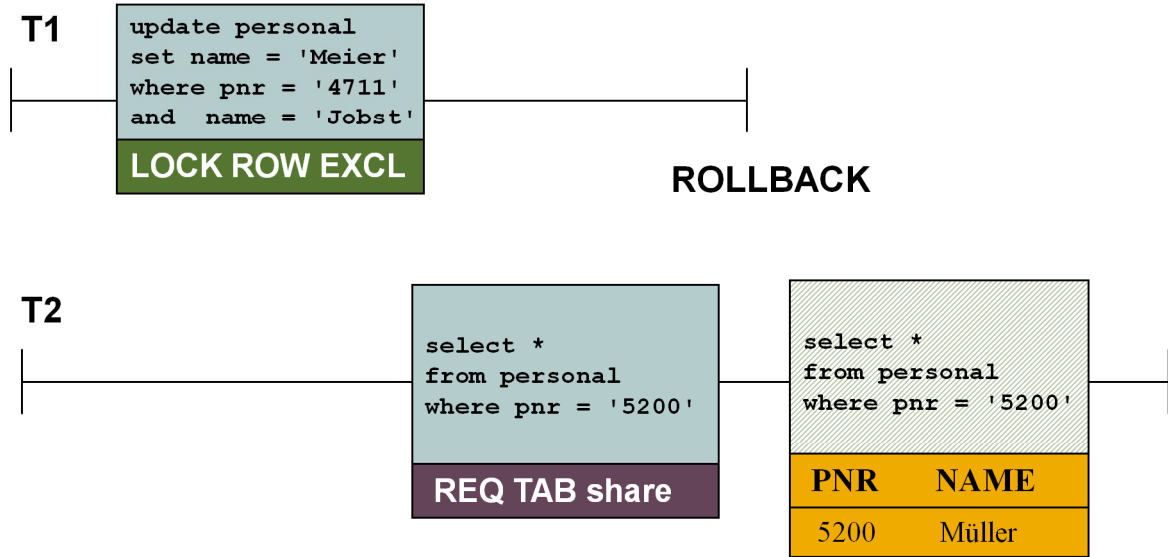 T1
update personal
set name = 'Meier'
where pnr = '4711'
and  name = 'Jobst'
LOCK ROW EXCL
ROLLBACK
T2
select *
from personal
where pnr = '5200'
REQ TAB share
select *
from personal
where pnr = '5200'
PNR NAME
5200 Müller